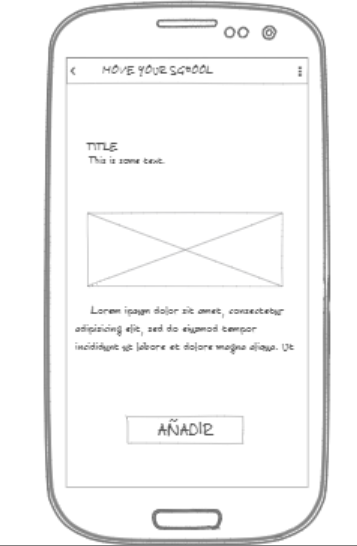 MOVE YOUR SCHOOL
TITLE
This is some text.
Lorem ipsum dolor sit amet, consectetur
adipisicing elit, sed do eiusmod tempor
incididunt ut labore et dolore magna aliqua. Ut
AÑADIR